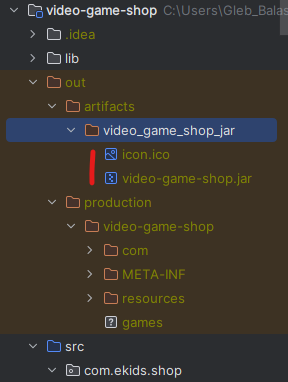 video-game-shop C:\Users\Gleb_Balas
.idea
lib
out
artifacts
video_game_shop_jar
icon.ico
video-game-shop.jar
production
video-game-shop
com
META-INF
resources
games
src
com.ekids.shop